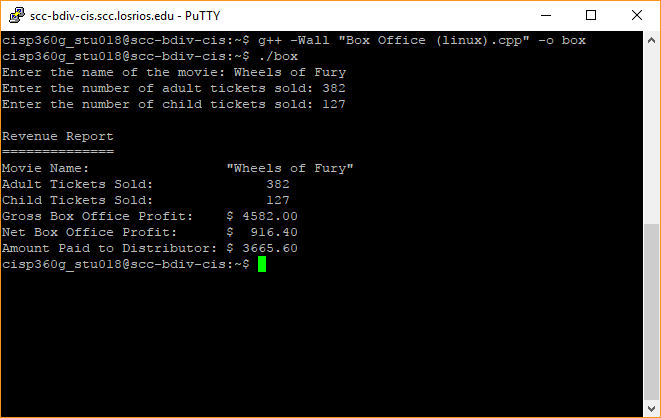 scc-bdiv-cis.scc.losrios.edu - PuTTY
cisp360g_stu018@scc-bdiv-cis:~$ g++ -Wall "Box Office (linux).cpp" -o box
cisp360g_stu018@scc-bdiv-cis:~$ ./box
Enter the name of the movie: Wheels of Fury
Enter the number of adult tickets sold: 382
Enter the number of child tickets sold: 127
Revenue Report
==============
Movie Name:                 "Wheels of Fury"
Adult Tickets Sold:              382
Child Tickets Sold:              127
Gross Box Office Profit:    $ 4582.00
Net Box Office Profit:      $  916.40
Amount Paid to Distributor: $ 3665.60
cisp360g_stu018@scc-bdiv-cis:~$